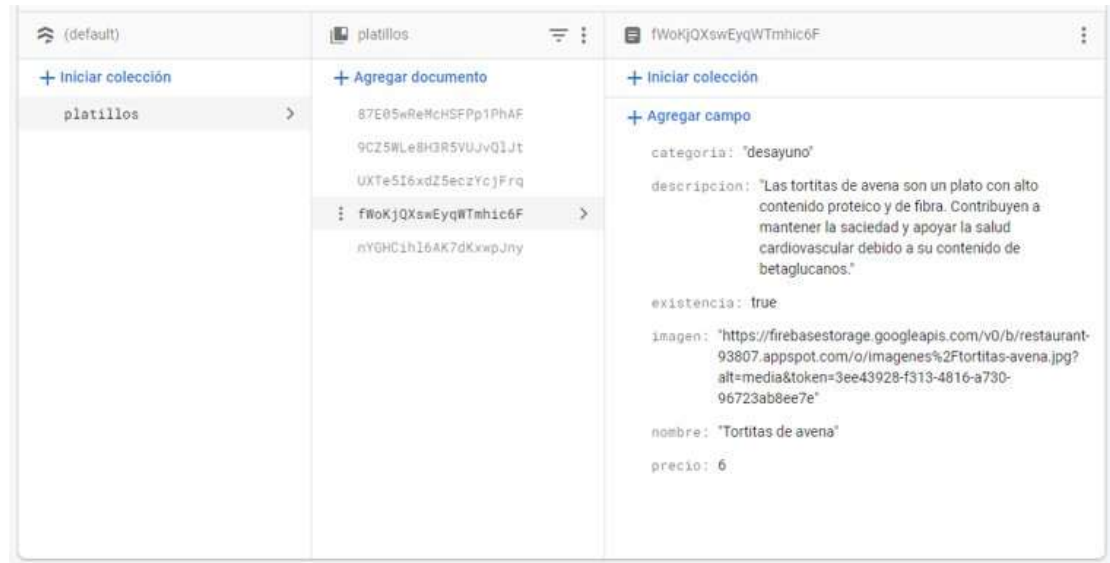 (default)
+ Iniciar colección
platillos
platillos
+ Agregar documento
87E05wReMcHSFPp1PhAF
9CZ5WLe8H3R5VUJvQlJt
UXTe5I6xdZ5eczYcjFrq
fWoKjQXswEyqWTmhic6F
nYGHCihl6AK7dKxwpJny
fWoKjQXswEyqWTmhic6F
+ Iniciar colección
+ Agregar campo
categoria: "desayuno"
descripcion: "Las tortitas de avena son un plato con alto
contenido proteico y de fibra. Contribuyen a
mantener la saciedad y apoyar la salud
cardiovascular debido a su contenido de
betaglucanos."
existencia: true
imagen: "https://firebasestorage.googleapis.com/v0/b/restaurant-
93807.appspot.com/o/imagenes%2Ftortitas-avena.jpg?
alt=media&token=3ee43928-f313-4816-a730-
96723ab8ee7e"
nombre: "Tortitas de avena"
precio: 6